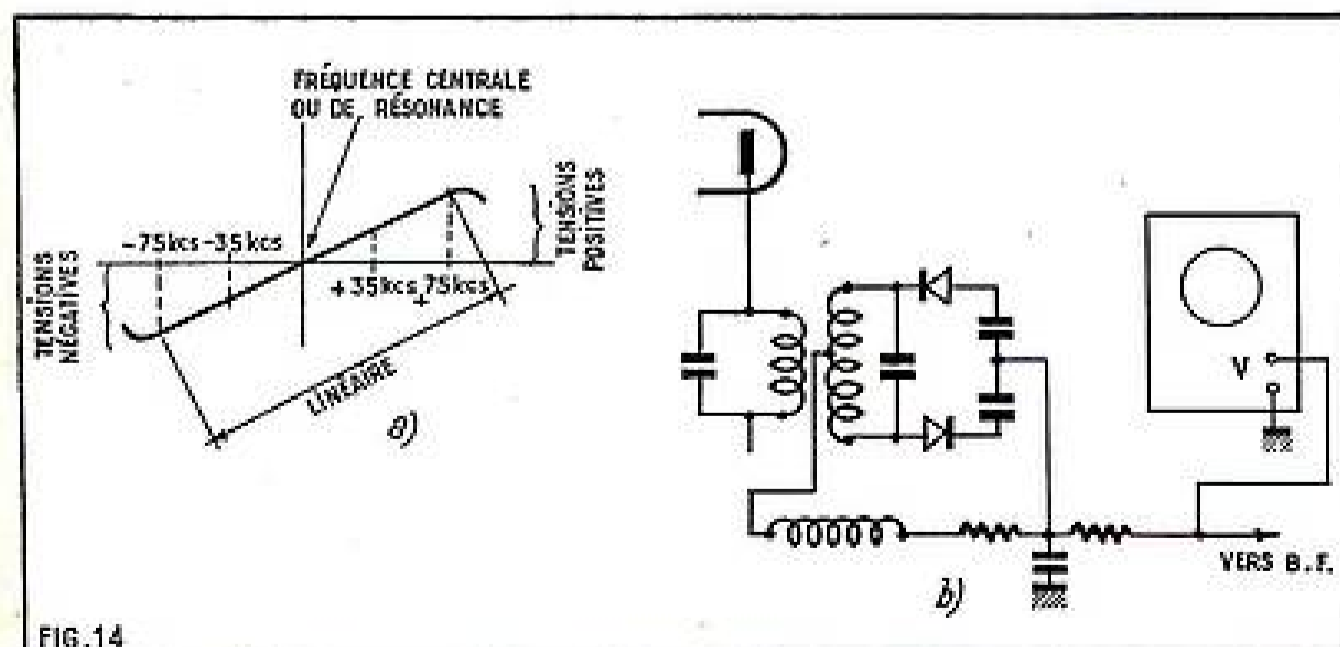 FRÉQUENCE CENTRALE
OU DE RÉSONANCE
TENSIONS
POSITIVES
-75kcs -35kcs
+35kcs +75kcs
TENSIONS
NÉGATIVES
LINÉAIRE
a)
V
VERS B.F.
b)
FIG.14